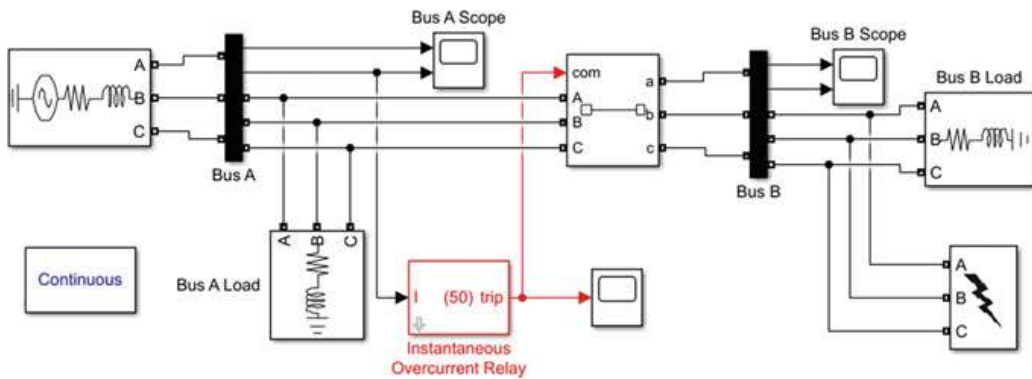 Bus A Scope
Bus B Scope
Bus B Load
A
B
C
com
A
B
C
a
b
c
A
B
C
Bus A
Bus B
A B C
Bus A Load
Continuous
I (50) trip
Instantaneous
Overcurrent Relay
A
B
C